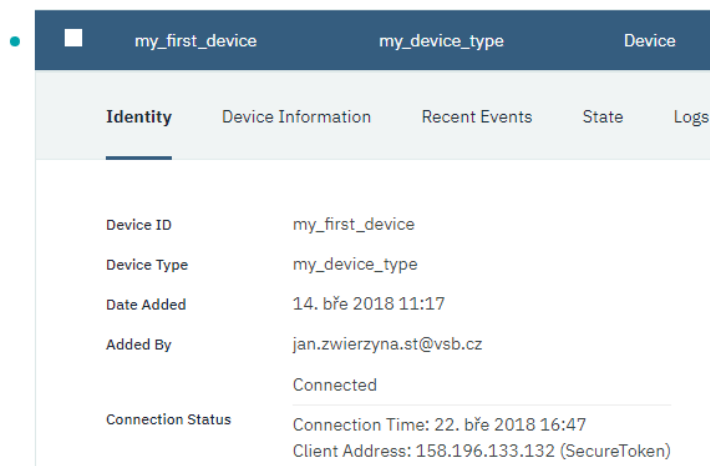 my_first_device my_device_type Device
Identity Device Information Recent Events State Logs
Device ID my_first_device
Device Type my_device_type
Date Added 14. bře 2018 11:17
Added By jan.zwierzyna.st@vsb.cz
Connected
Connection Status
Connection Time: 22. bře 2018 16:47
Client Address: 158.196.133.132 (SecureToken)